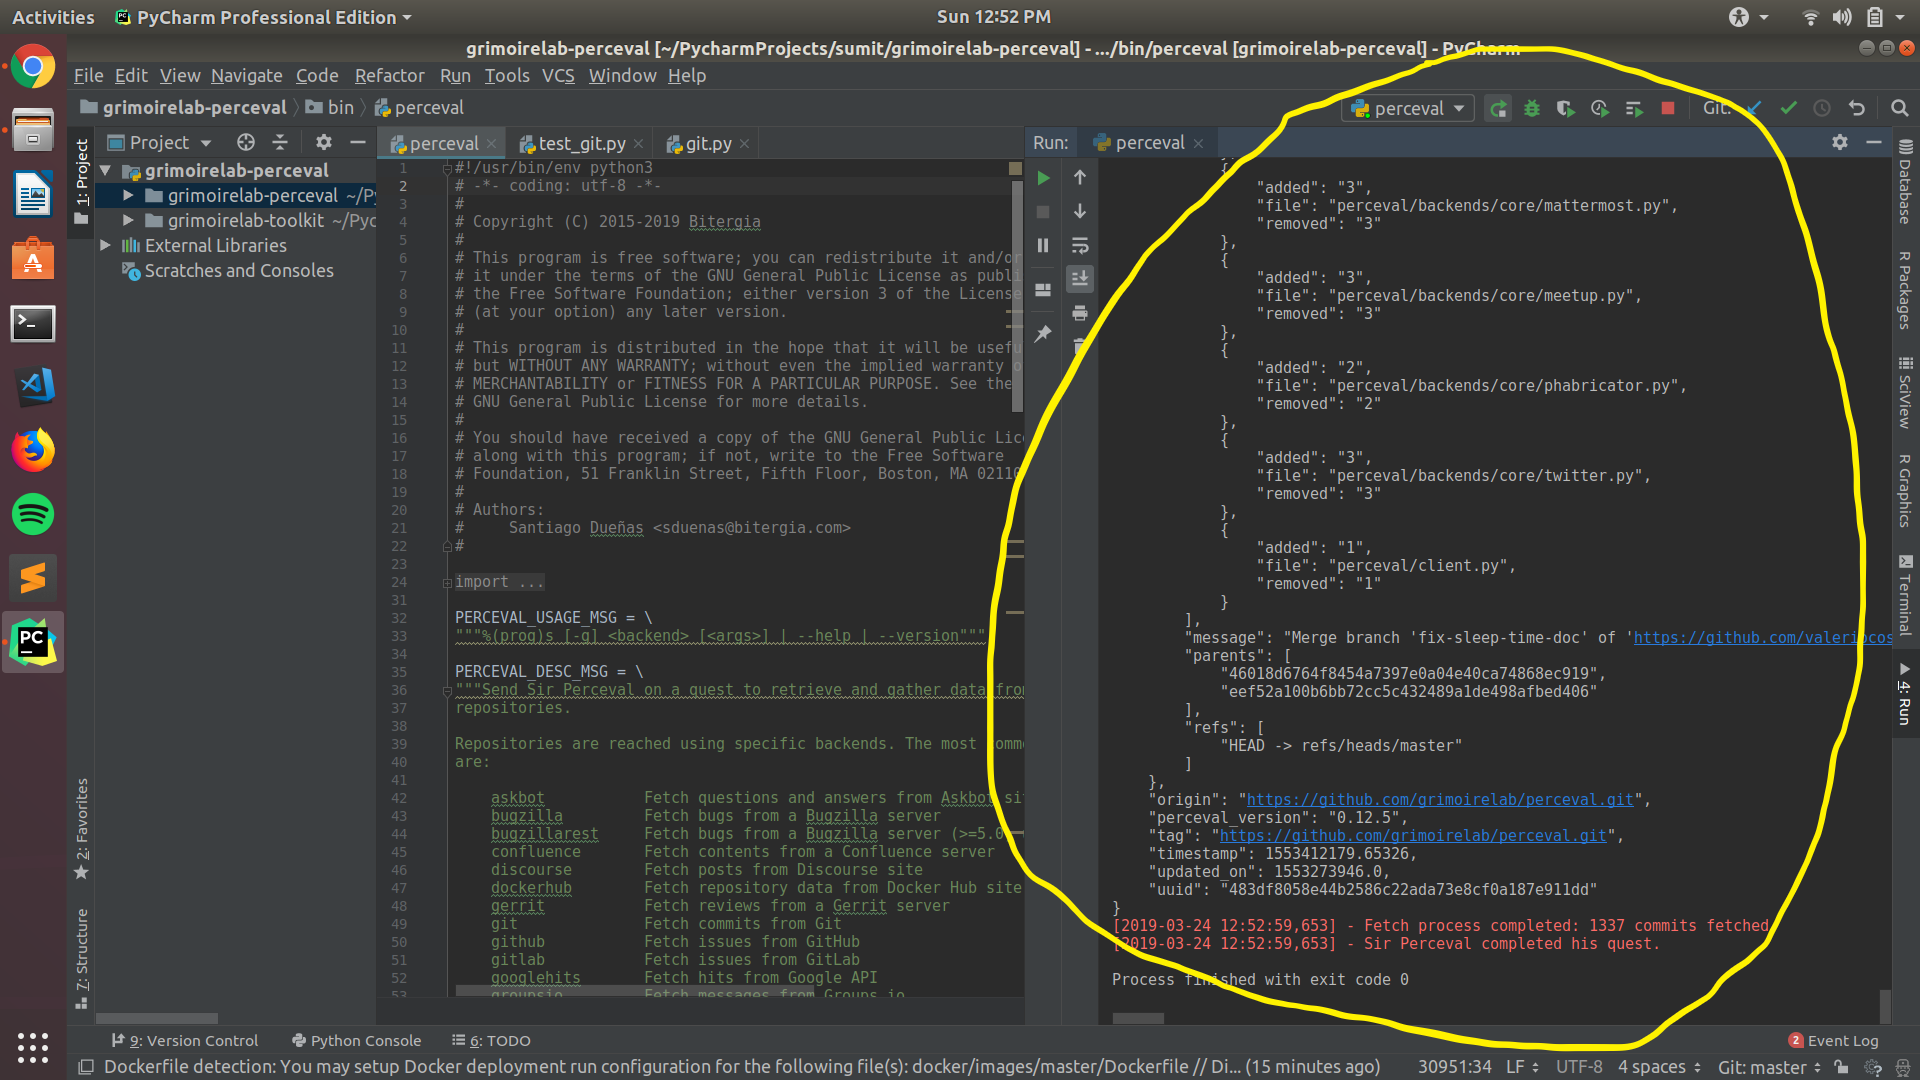 Activities
PyCharm Professional Edition
Sun 12:52 PM
grimoirelab-perceval [~/PycharmProjects/sumit/grimoirelab-perceval] - .../bin/perceval [grimoirelab-perceval] - PyCharm
File Edit View Navigate Code Refactor Run Tools VCS Window Help
grimoirelab-perceval bin perceval
perceval
Git:
1: Project
Project
grimoirelab-perceval
grimoirelab-perceval ~/Py
grimoirelab-toolkit ~/Pyc
External Libraries
Scratches and Consoles
2: Favorites
7: Structure
perceval test_git.py git.py
1 #!/usr/bin/env python3
2 # -*- coding: utf-8 -*-
3 #
4 # Copyright (C) 2015-2019 Bitergia
5 #
6 # This program is free software; you can redistribute it and/or
7 # it under the terms of the GNU General Public License as publi
8 # the Free Software Foundation; either version 3 of the License
9 # (at your option) any later version.
10 #
11 # This program is distributed in the hope that it will be usefu
12 # but WITHOUT ANY WARRANTY; without even the implied warranty o
13 # MERCHANTABILITY or FITNESS FOR A PARTICULAR PURPOSE. See the
14 # GNU General Public License for more details.
15 #
16 # You should have received a copy of the GNU General Public Lice
17 # along with this program; if not, write to the Free Software
18 # Foundation, 51 Franklin Street, Fifth Floor, Boston, MA 02110
19 #
20 # Authors:
21 #     Santiago Dueñas <sduenas@bitergia.com>
22 #
23
24 import ...
31
32 PERCEVAL_USAGE_MSG = \
33 """%(prog)s [-g] <backend> [<args>] | --help | --version"""
34
35 PERCEVAL_DESC_MSG = \
36 """Send Sir Perceval on a quest to retrieve and gather data from
37 repositories.
38
39 Repositories are reached using specific backends. The most comm
40 are:
41
42 askbot Fetch questions and answers from Askbot sit
43 bugzilla Fetch bugs from a Bugzilla server
44 bugzillarest Fetch bugs from a Bugzilla server (>=5.0
45 confluence Fetch contents from a Confluence server
46 discourse Fetch posts from Discourse site
47 dockerhub Fetch repository data from Docker Hub site
48 gerrit Fetch reviews from a Gerrit server
49 git Fetch commits from Git
50 github Fetch issues from GitHub
51 gitlab Fetch issues from GitLab
52 googlehits Fetch hits from Google API
53 groupsio Fetch messages from Groups.io
Run: perceval
},
{
"added": "3",
"file": "perceval/backends/core/mattermost.py",
"removed": "3"
},
{
"added": "3",
"file": "perceval/backends/core/meetup.py",
"removed": "3"
},
{
"added": "2",
"file": "perceval/backends/core/phabricator.py",
"removed": "2"
},
{
"added": "3",
"file": "perceval/backends/core/twitter.py",
"removed": "3"
},
{
"added": "1",
"file": "perceval/client.py",
"removed": "1"
}
],
"message": "Merge branch 'fix-sleep-time-doc' of 'https://github.com/valeriocos
"parents": [
"46018d6764f8454a7397e0a04e40ca74868ec919",
"eef52a100b6bb72cc5c432489a1de498afbed406"
],
"refs": [
"HEAD -> refs/heads/master"
]
},
"origin": "https://github.com/grimoirelab/perceval.git",
"perceval_version": "0.12.5",
"tag": "https://github.com/grimoirelab/perceval.git",
"timestamp": 1553412179.65326,
"updated_on": 1553273946.0,
"uuid": "483df8058e44b2586c22ada73e8cf0a187e911dd"
}
[2019-03-24 12:52:59,653] - Fetch process completed: 1337 commits fetched
[2019-03-24 12:52:59,653] - Sir Perceval completed his quest.
Process finished with exit code 0
Database
R Packages
SciView
R Graphics
Terminal
4: Run
9: Version Control
Python Console
6: TODO
2 Event Log
Dockerfile detection: You may setup Docker deployment run configuration for the following file(s): docker/images/master/Dockerfile // Di... (15 minutes ago)
30951:34 LF UTF-8 4 spaces Git: master